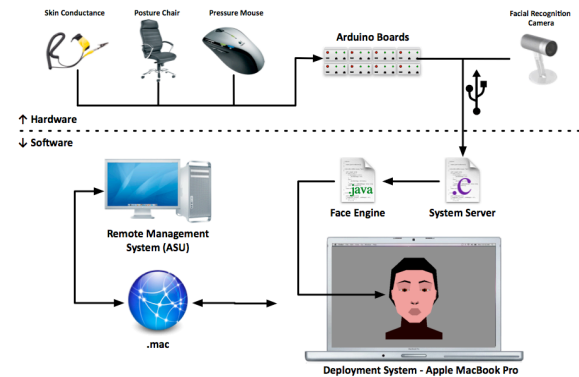 Skin Conductance
Posture Chair
Pressure Mouse
Arduino Boards
Facial Recognition
Camera
↑ Hardware
↓ Software
.java
.C
Face Engine
System Server
Remote Management
System (ASU)
.mac
Deployment System - Apple MacBook Pro